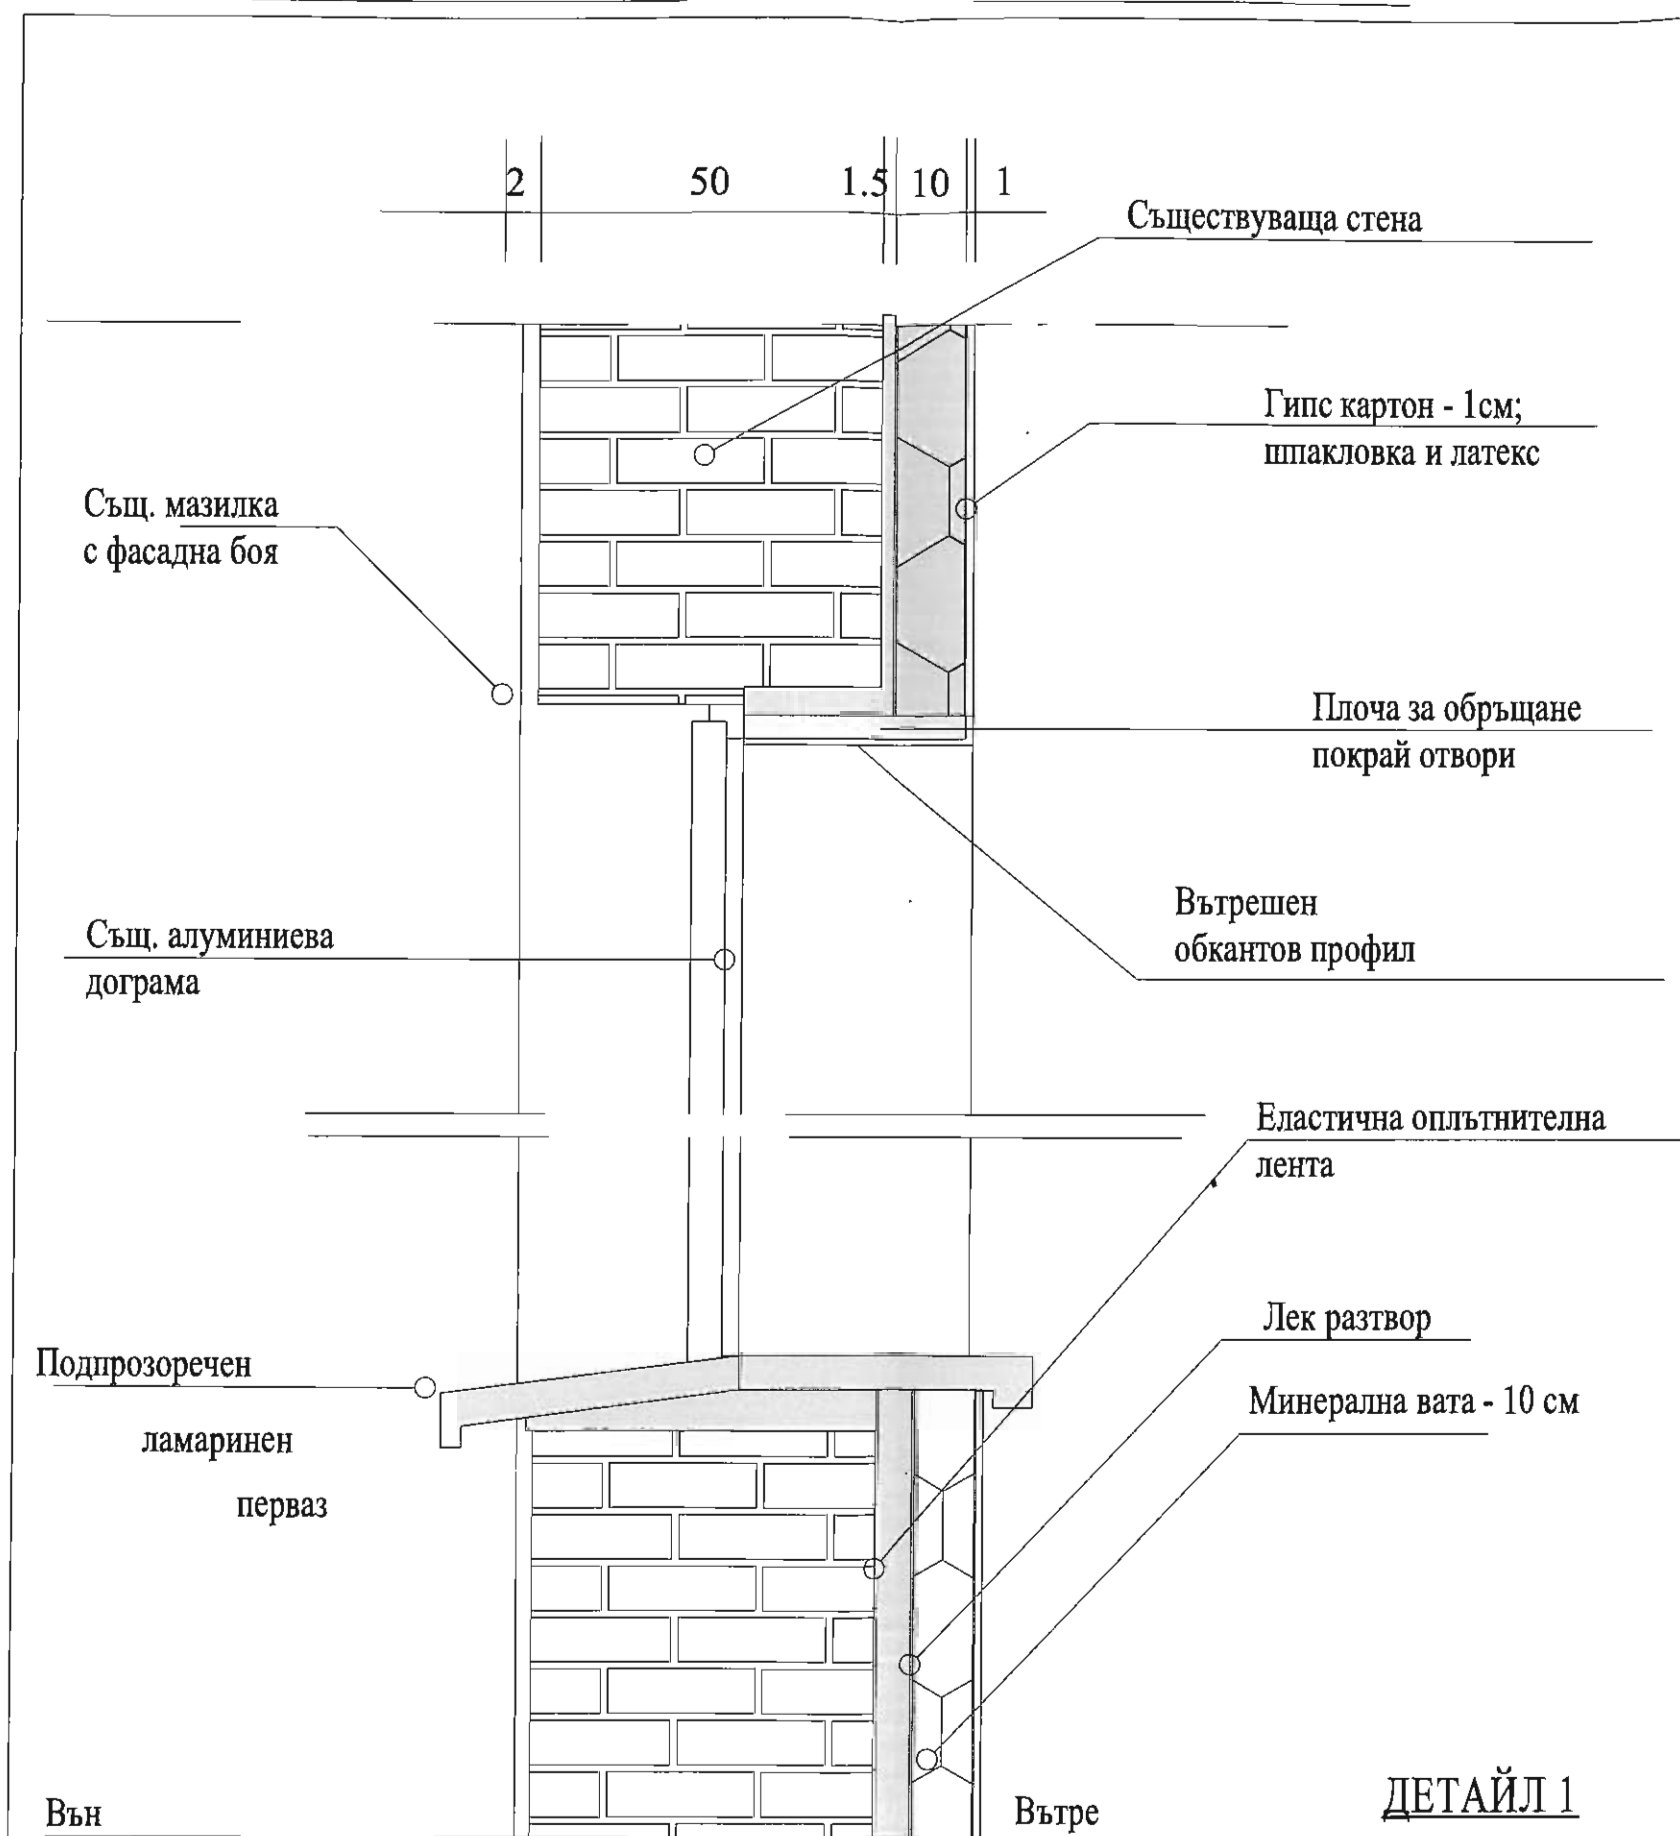 2 50 1.5 10 1
Съществуваща стена
Гипс картон - 1см;
шпакловка и латекс
Същ. мазилка
с фасадна боя
Плоча за обръщане
покрай отвори
Вътрешен
обкантов профил
Същ. алуминиева
дограма
Еластична оплътнителна
лента
Лек разтвор
Подпрозоречен
ламаринен
перваз
Минерална вата - 10 см
Вън
Вътре
ДЕТАЙЛ 1